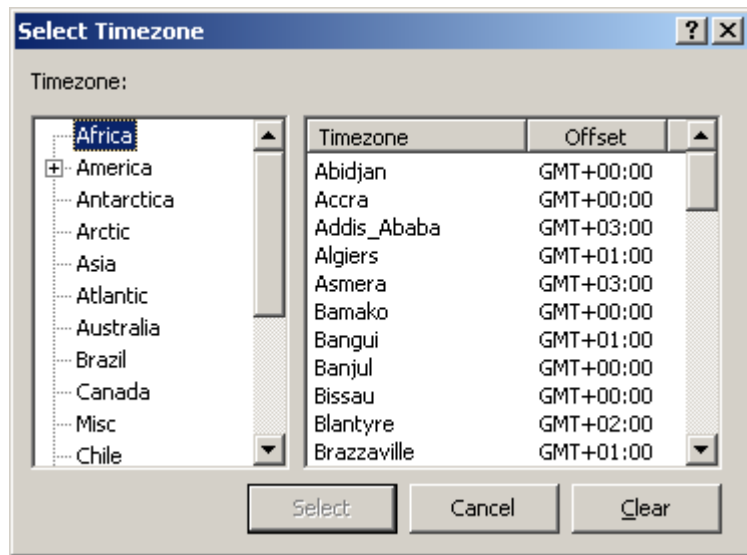 Select Timezone
Timezone:
Africa
America
Antarctica
Arctic
Asia
Atlantic
Australia
Brazil
Canada
Misc
Chile
Timezone Offset
Abidjan GMT+00:00
Accra GMT+00:00
Addis_Ababa GMT+03:00
Algiers GMT+01:00
Asmera GMT+03:00
Bamako GMT+00:00
Bangui GMT+01:00
Banjul GMT+00:00
Bissau GMT+00:00
Blantyre GMT+02:00
Brazzaville GMT+01:00
Select Cancel Clear